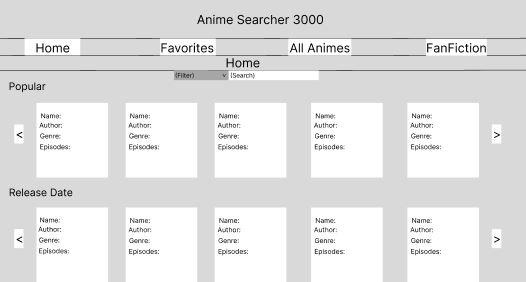 Anime Searcher 3000
Home Favorites All Animes FanFiction
Home
(Filter) v (Search)
Popular
< Name: Name: Name: Name: Name: >
Author: Author: Author: Author: Author:
Genre: Genre: Genre: Genre: Genre:
Episodes: Episodes: Episodes: Episodes: Episodes:
Release Date
< Name: Name: Name: Name: Name: >
Author: Author: Author: Author: Author:
Genre: Genre: Genre: Genre: Genre:
Episodes: Episodes: Episodes: Episodes: Episodes: